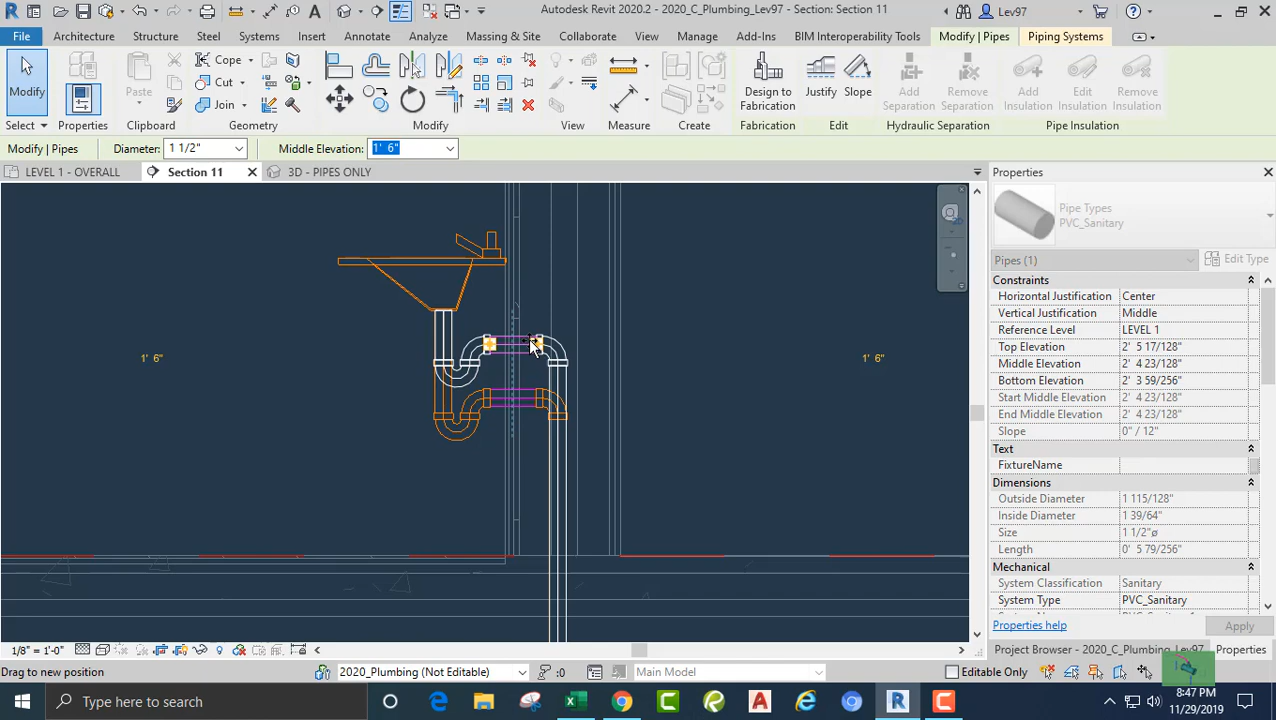 Autodesk Revit 2020.2 - 2020_C_Plumbing_Lev97 - Section: Section 11
Lev97
File Architecture Structure Steel Systems Insert Annotate Analyze Massing & Site Collaborate View Manage Add-Ins BIM Interoperability Tools Modify | Pipes Piping Systems
Modify Paste Cope Cut Join Design to Fabrication Justify Slope Add Separation Remove Separation Add Insulation Edit Insulation Remove Insulation
Select Properties Clipboard Geometry Modify View Measure Create Fabrication Edit Hydraulic Separation Pipe Insulation
Modify | Pipes Diameter: 1 1/2" Middle Elevation: 1' 6"
LEVEL 1 - OVERALL Section 11 3D - PIPES ONLY
Properties
Pipe Types
PVC_Sanitary
Pipes (1) Edit Type
Constraints
Horizontal Justification Center
Vertical Justification Middle
Reference Level LEVEL 1
Top Elevation 2' 5 17/128"
Middle Elevation 2' 4 23/128"
Bottom Elevation 2' 3 59/256"
Start Middle Elevation 2' 4 23/128"
End Middle Elevation 2' 4 23/128"
Slope 0" / 12"
Text
FixtureName
Dimensions
Outside Diameter 1 115/128"
Inside Diameter 1 39/64"
Size 1 1/2"ø
Length 0' 5 79/256"
Mechanical
System Classification Sanitary
System Type PVC_Sanitary
Properties help Apply
1' 6" 1' 6"
1/8" = 1'-0"
Project Browser - 2020_C_Plumbing_Lev97 Properties
Drag to new position 2020_Plumbing (Not Editable) :0 Main Model Editable Only
Type here to search
8:47 PM
11/29/2019